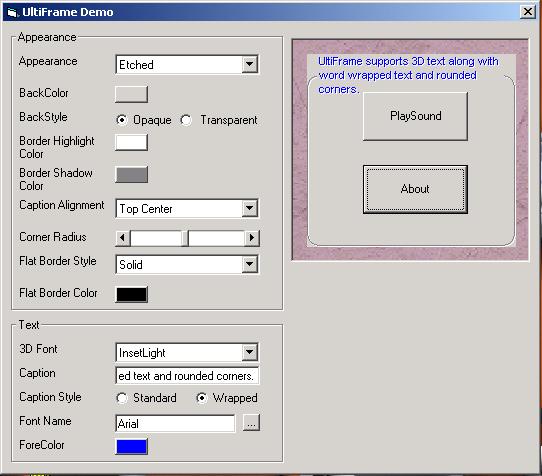 UltiFrame Demo
Appearance
Appearance
Etched
BackColor
BackStyle
Opaque
Transparent
Border Highlight
Color
Border Shadow
Color
Caption Alignment
Top Center
Corner Radius
Flat Border Style
Solid
Flat Border Color
Text
3D Font
InsetLight
Caption
ed text and rounded corners.
Caption Style
Standard
Wrapped
Font Name
Arial
...
ForeColor
UltiFrame supports 3D text along with
word wrapped text and rounded
corners.
PlaySound
About